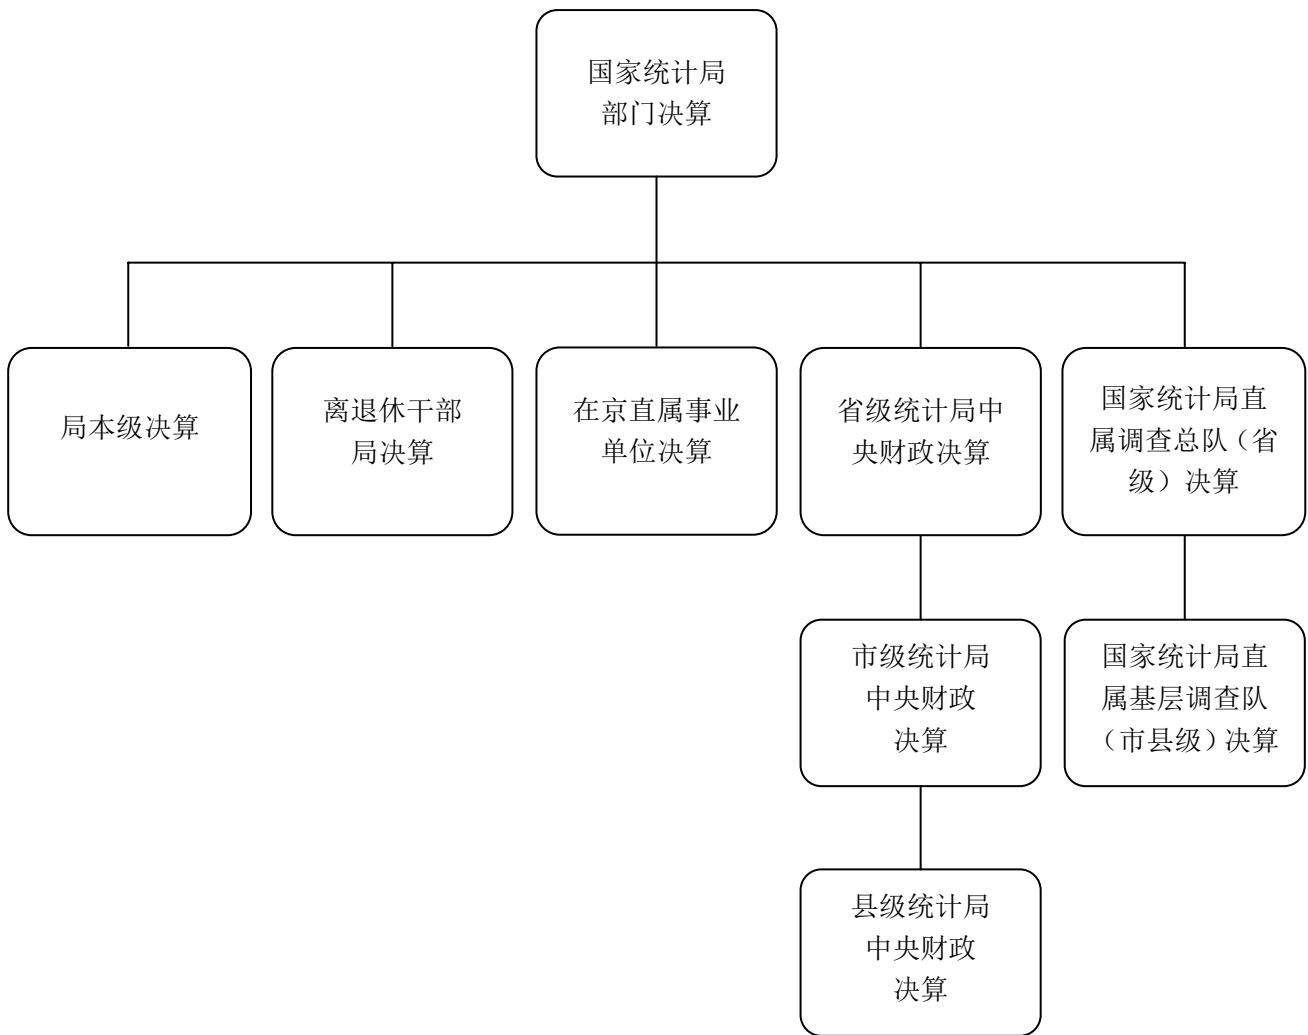 国家统计局
部门决算
局本级决算
离退休干部
局决算
在京直属事业
单位决算
省级统计局中
央财政决算
国家统计局直
属调查总队（省
级）决算
市级统计局
中央财政
决算
国家统计局直
属基层调查队
（市县级）决算
县级统计局
中央财政
决算